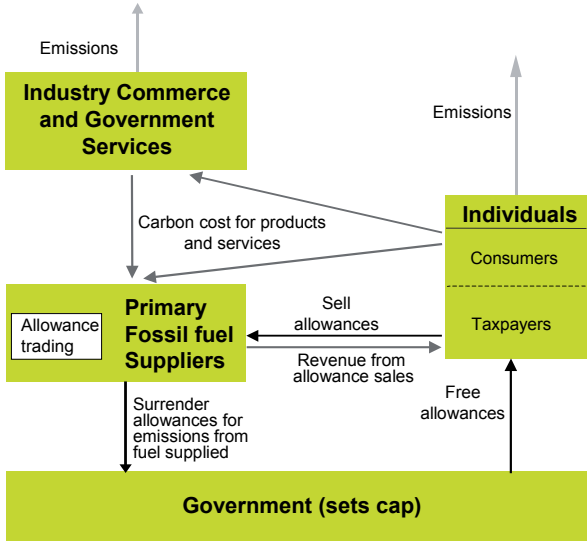 Emissions
Industry Commerce
and Government
Services
Emissions
Carbon cost for products
and services
Individuals
Consumers
Taxpayers
Allowance
trading
Primary
Fossil fuel
Suppliers
Sell
allowances
Revenue from
allowance sales
Free
allowances
Surrender
allowances for
emissions from
fuel supplied
Government (sets cap)